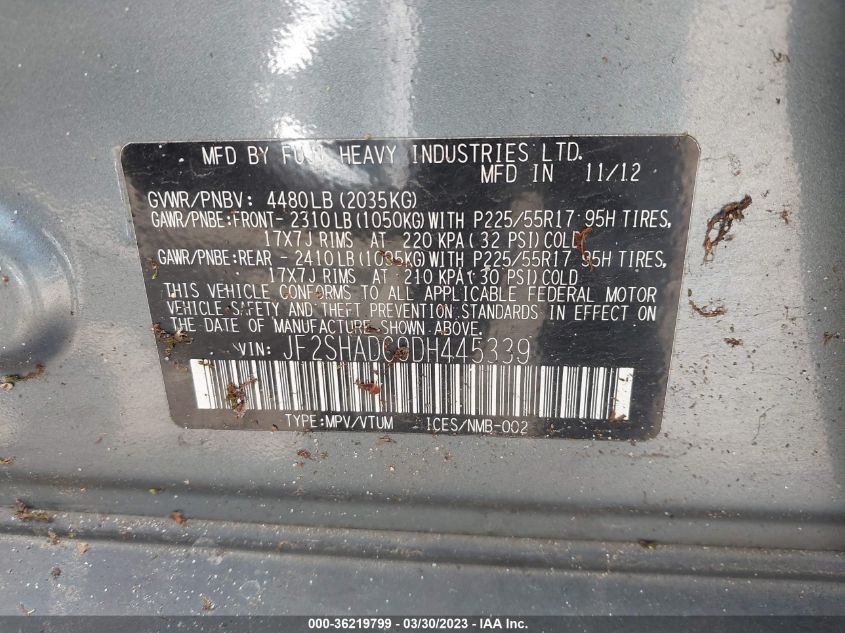 MFD BY FUJI HEAVY INDUSTRIES LTD.
MFD IN 11/12
GVWR/PNBV: 4480LB (2035KG)
GAWR/PNBE:FRONT- 2310LB (1050KG) WITH P225/55R17 95H TIRES,
17X7J RIMS AT 220 KPA ( 32 PSI) COLD
GAWR/PNBE:REAR - 2410LB (1095KG) WITH P225/55R17 95H TIRES,
17X7J RIMS AT 210 KPA ( 30 PSI) COLD
THIS VEHICLE CONFORMS TO ALL APPLICABLE FEDERAL MOTOR
VEHICLE SAFETY AND THEFT PREVENTION STANDARDS IN EFFECT ON
THE DATE OF MANUFACTURE SHOWN ABOVE.
VIN: JF2SHADC9DH445339
TYPE:MPV/VTUM ICES/NMB-002
000-36219799 - 03/30/2023 - IAA Inc.